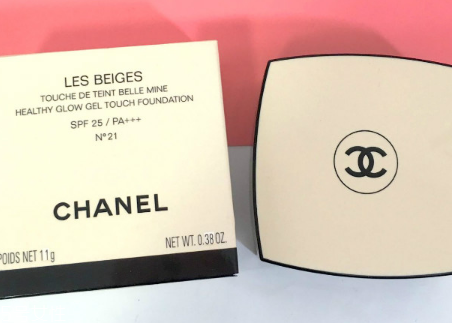 LES BEIGES
TOUCHE DE TEINT BELLE MINE
HEALTHY GLOW GEL TOUCH FOUNDATION
SPF 25 / PA+++
N°21
CHANEL
POIDS NET 11g
NET WT. 0.38 OZ.